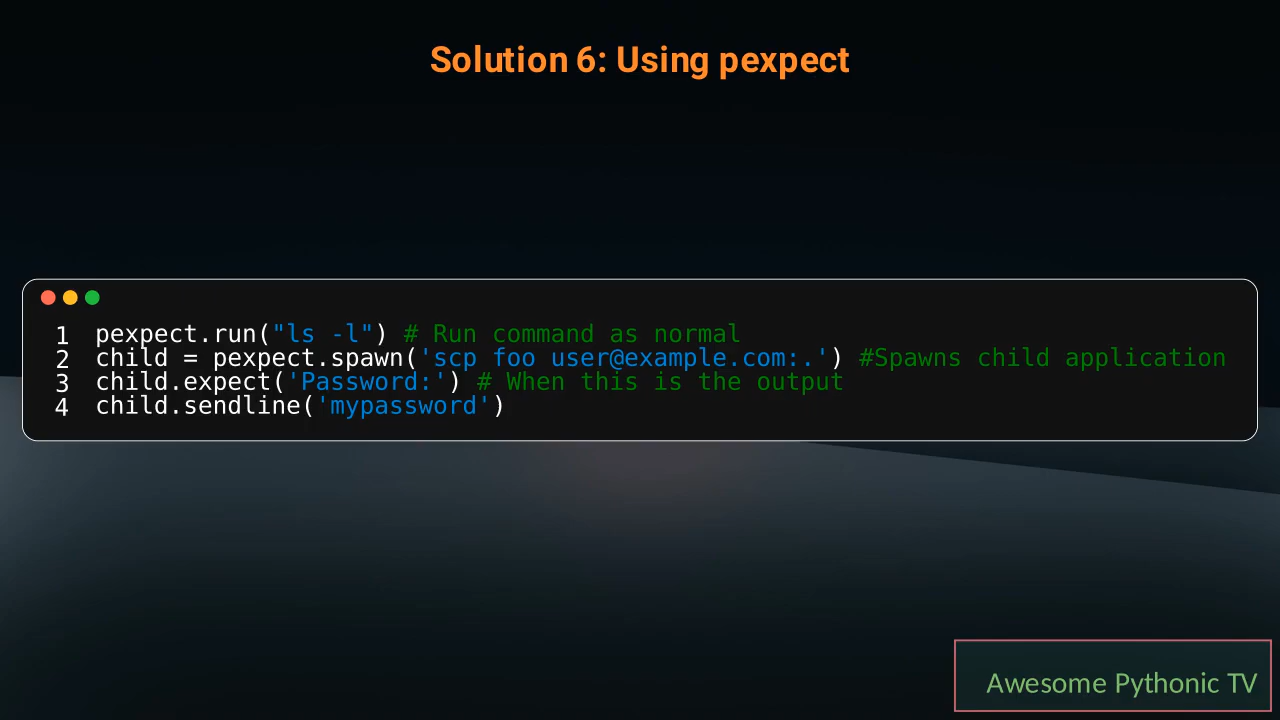 Solution 6: Using pexpect
1 pexpect.run("ls -l") # Run command as normal
2 child = pexpect.spawn('scp foo user@example.com:.') #Spawns child application
3 child.expect('Password:') # When this is the output
4 child.sendline('mypassword')
Awesome Pythonic TV